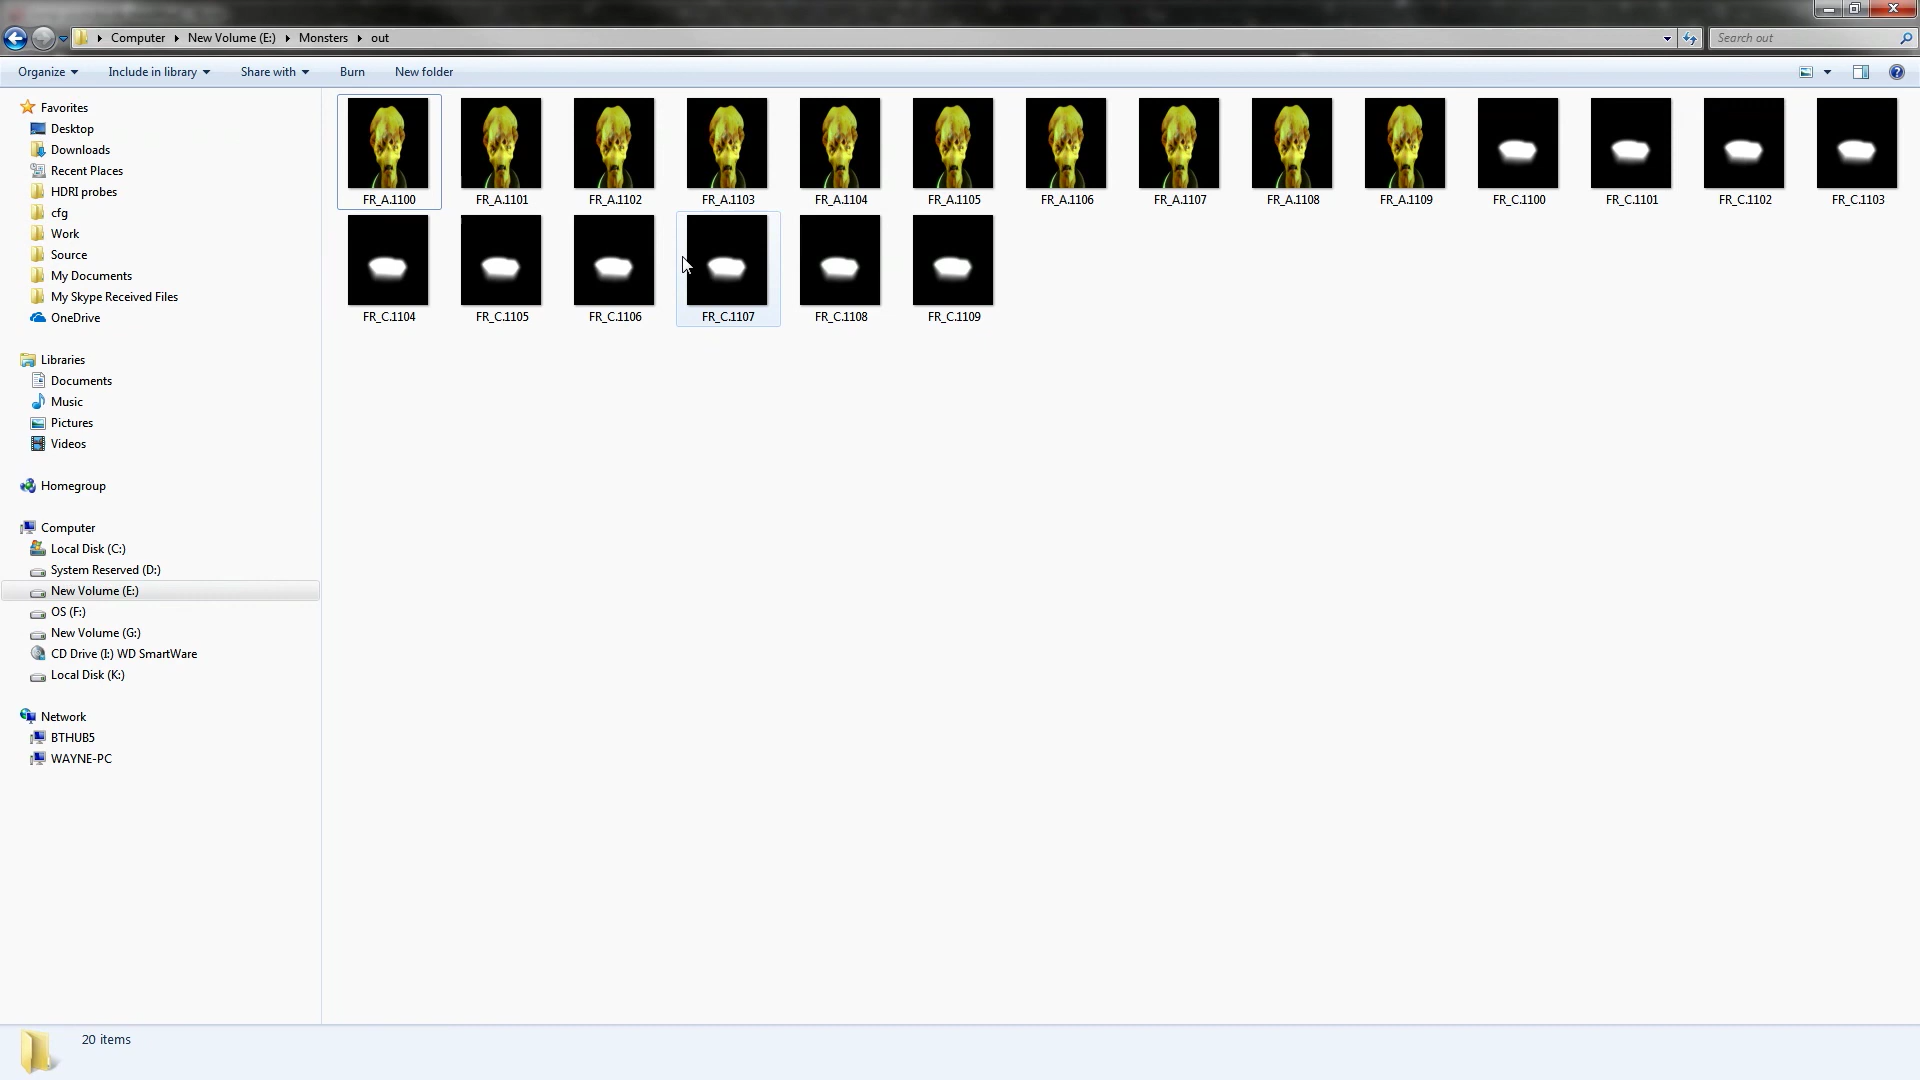 Computer New Volume (E:) Monsters out
Search out
Organize Include in library Share with Burn New folder
Favorites
Desktop
Downloads
Recent Places
HDRI probes
cfg
Work
Source
My Documents
My Skype Received Files
OneDrive
Libraries
Documents
Music
Pictures
Videos
Homegroup
Computer
Local Disk (C:)
System Reserved (D:)
New Volume (E:)
OS (F:)
New Volume (G:)
CD Drive (I:) WD SmartWare
Local Disk (K:)
Network
BTHUB5
WAYNE-PC
FR_A.1100 FR_A.1101 FR_A.1102 FR_A.1103 FR_A.1104 FR_A.1105 FR_A.1106 FR_A.1107 FR_A.1108 FR_A.1109 FR_C.1100 FR_C.1101 FR_C.1102 FR_C.1103
FR_C.1104 FR_C.1105 FR_C.1106 FR_C.1107 FR_C.1108 FR_C.1109
20 items